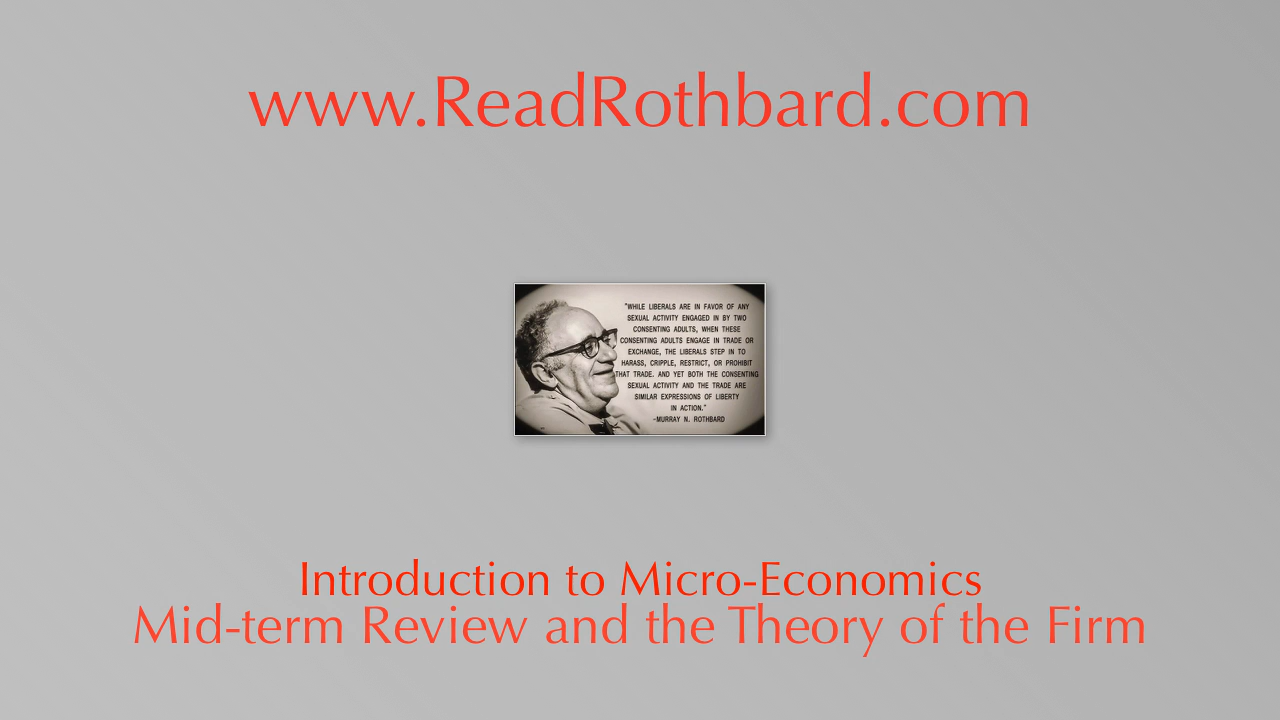 www.ReadRothbard.com
"WHILE LIBERALS ARE IN FAVOR OF ANY
SEXUAL ACTIVITY ENGAGED IN BY TWO
CONSENTING ADULTS, WHEN THESE
CONSENTING ADULTS ENGAGE IN TRADE OR
EXCHANGE, THE LIBERALS STEP IN TO
HARASS, CRIPPLE, RESTRICT, OR PROHIBIT
THAT TRADE. AND YET BOTH THE CONSENTING
SEXUAL ACTIVITY AND THE TRADE ARE
SIMILAR EXPRESSIONS OF LIBERTY
IN ACTION."
-MURRAY N. ROTHBARD
Introduction to Micro-Economics
Mid-term Review and the Theory of the Firm